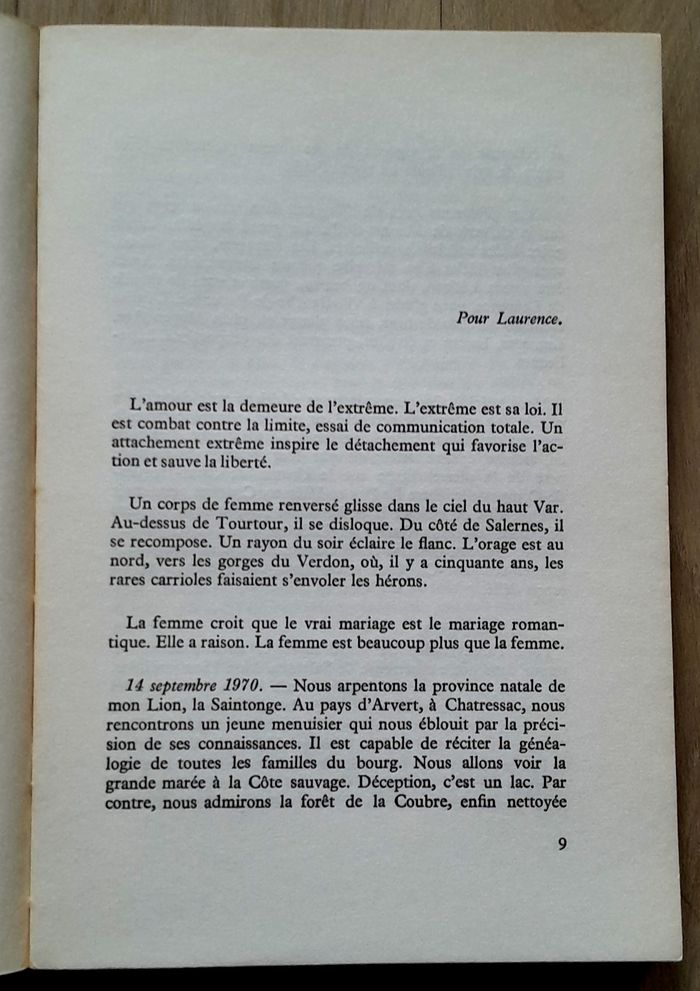 Pour Laurence.
L'amour est la demeure de l'extrême. L'extrême est sa loi. Il
est combat contre la limite, essai de communication totale. Un
attachement extrême inspire le détachement qui favorise l'ac-
tion et sauve la liberté.
Un corps de femme renversé glisse dans le ciel du haut Var.
Au-dessus de Tourtour, il se disloque. Du côté de Salernes, il
se recompose. Un rayon du soir éclaire le flanc. L'orage est au
nord, vers les gorges du Verdon, où, il y a cinquante ans, les
rares carrioles faisaient s'envoler les hérons.
La femme croit que le vrai mariage est le mariage roman-
tique. Elle a raison. La femme est beaucoup plus que la femme.
14 septembre 1970. — Nous arpentons la province natale de
mon Lion, la Saintonge. Au pays d'Arvert, à Chatressac, nous
rencontrons un jeune menuisier qui nous éblouit par la préci-
sion de ses connaissances. Il est capable de réciter la généa-
logie de toutes les familles du bourg. Nous allons voir la
grande marée à la Côte sauvage. Déception, c'est un lac. Par
contre, nous admirons la forêt de la Coubre, enfin nettoyée
9